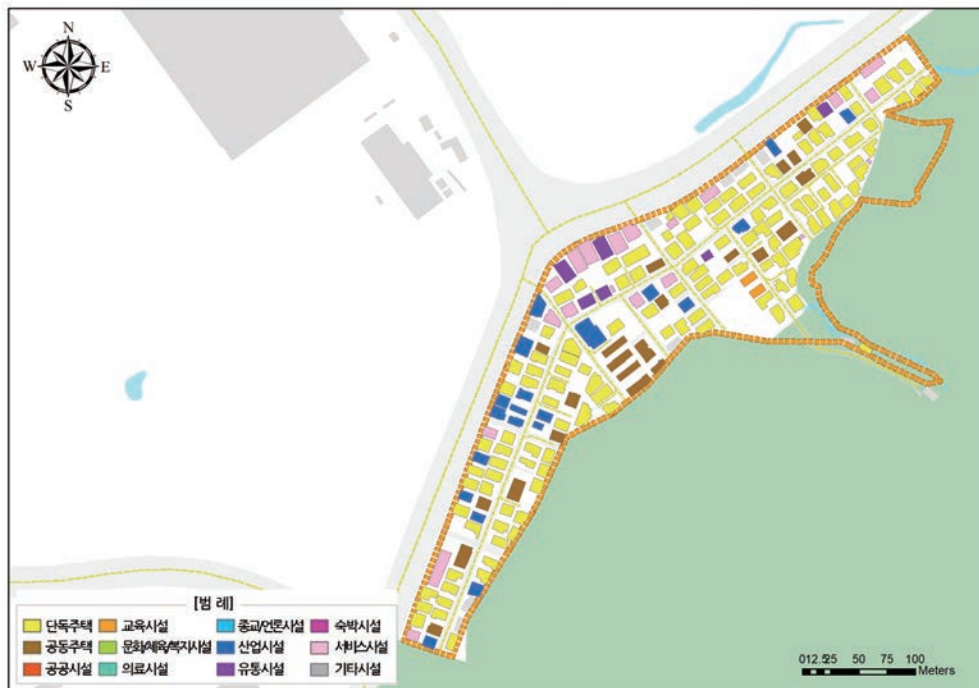 N
W E
S
[범 례]
단독주택 교육시설 종교/언론시설 숙박시설
공동주택 문화/체육/복지시설 산업시설 서비스시설
공공시설 의료시설 유통시설 기타시설
012.525 50 75 100
Meters